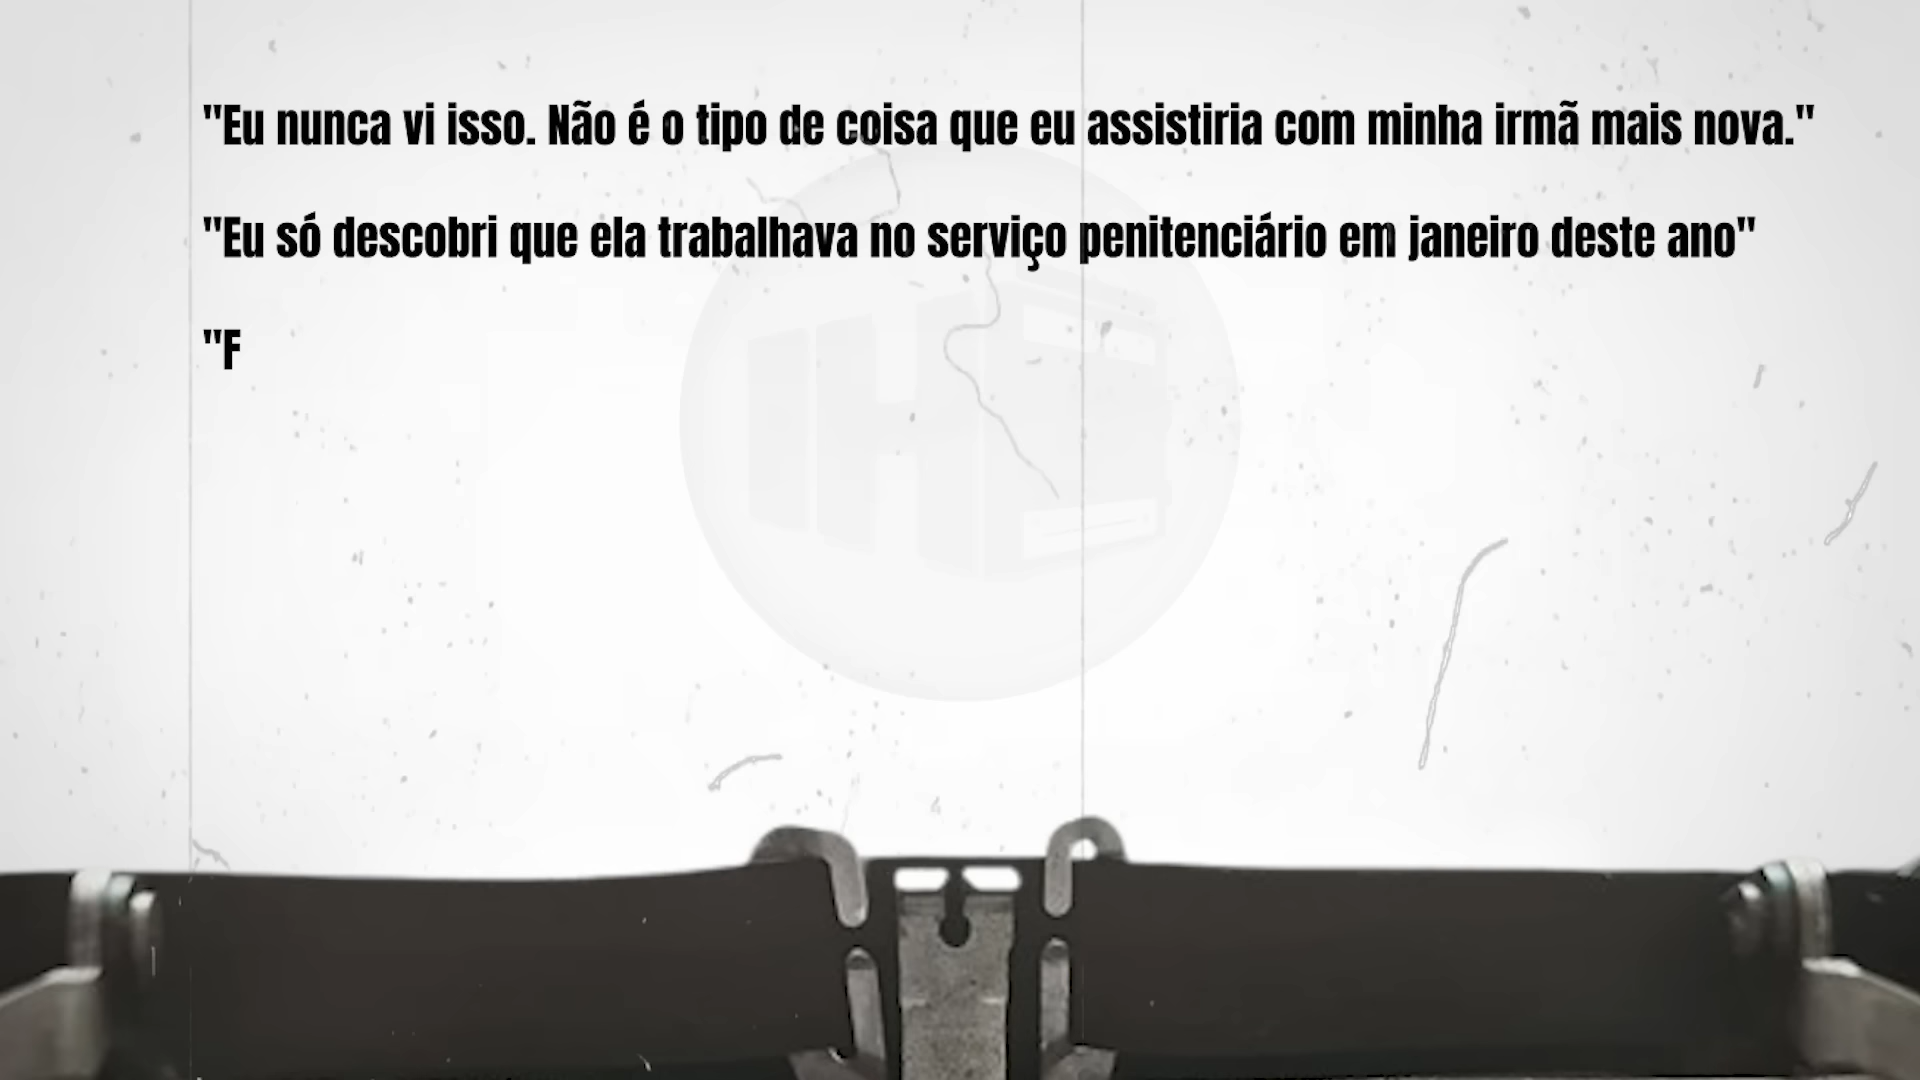 "Eu nunca vi isso. Não é o tipo de coisa que eu assistiria com minha irmã mais nova."
"Eu só descobri que ela trabalhava no serviço penitenciário em janeiro deste ano"
"F